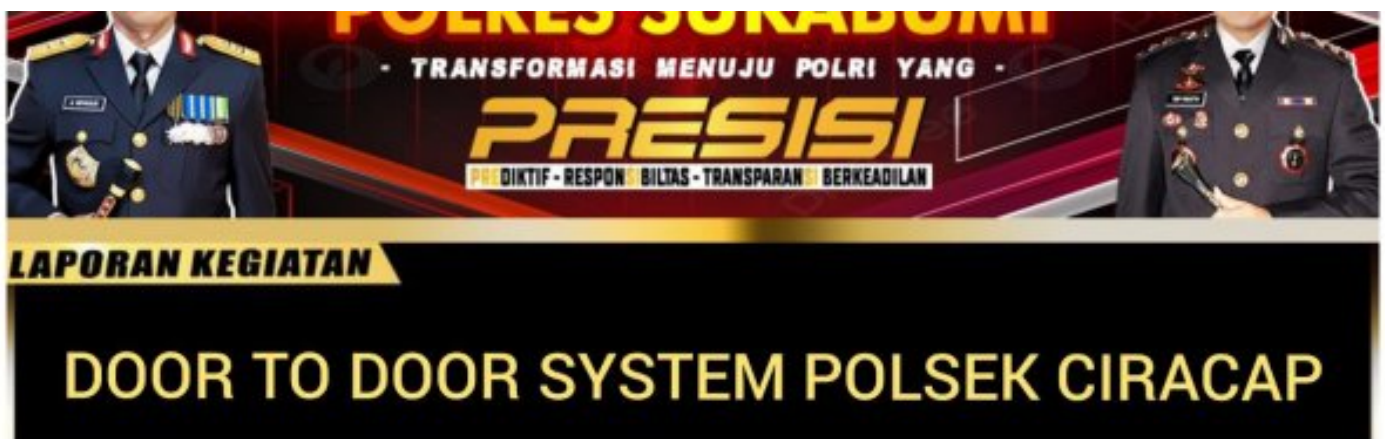 POLRES SUKABUMI
- TRANSFORMASI MENUJU POLRI YANG -
PRESISI
PREDIKTIF - RESPONSIBILTAS - TRANSPARANSI BERKEADILAN
LAPORAN KEGIATAN
DOOR TO DOOR SYSTEM POLSEK CIRACAP